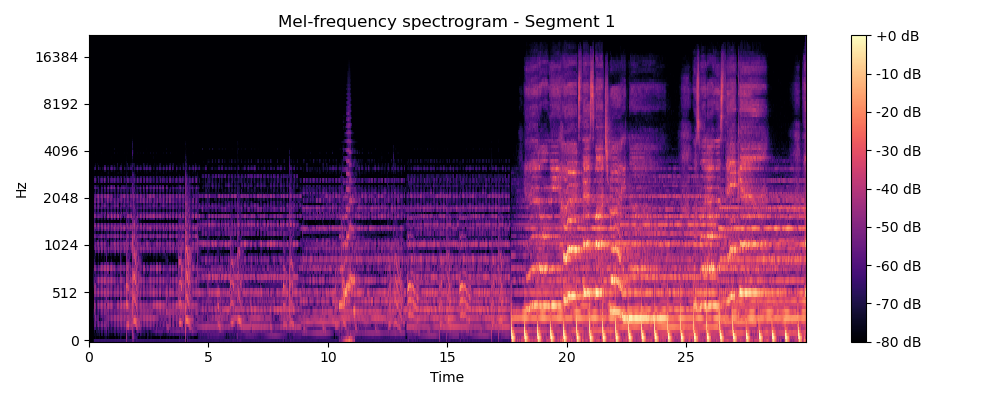 Mel-frequency spectrogram - Segment 1
Hz
16384
8192
4096
2048
1024
512
0
0 5 10 15 20 25
Time
+0 dB
-10 dB
-20 dB
-30 dB
-40 dB
-50 dB
-60 dB
-70 dB
-80 dB